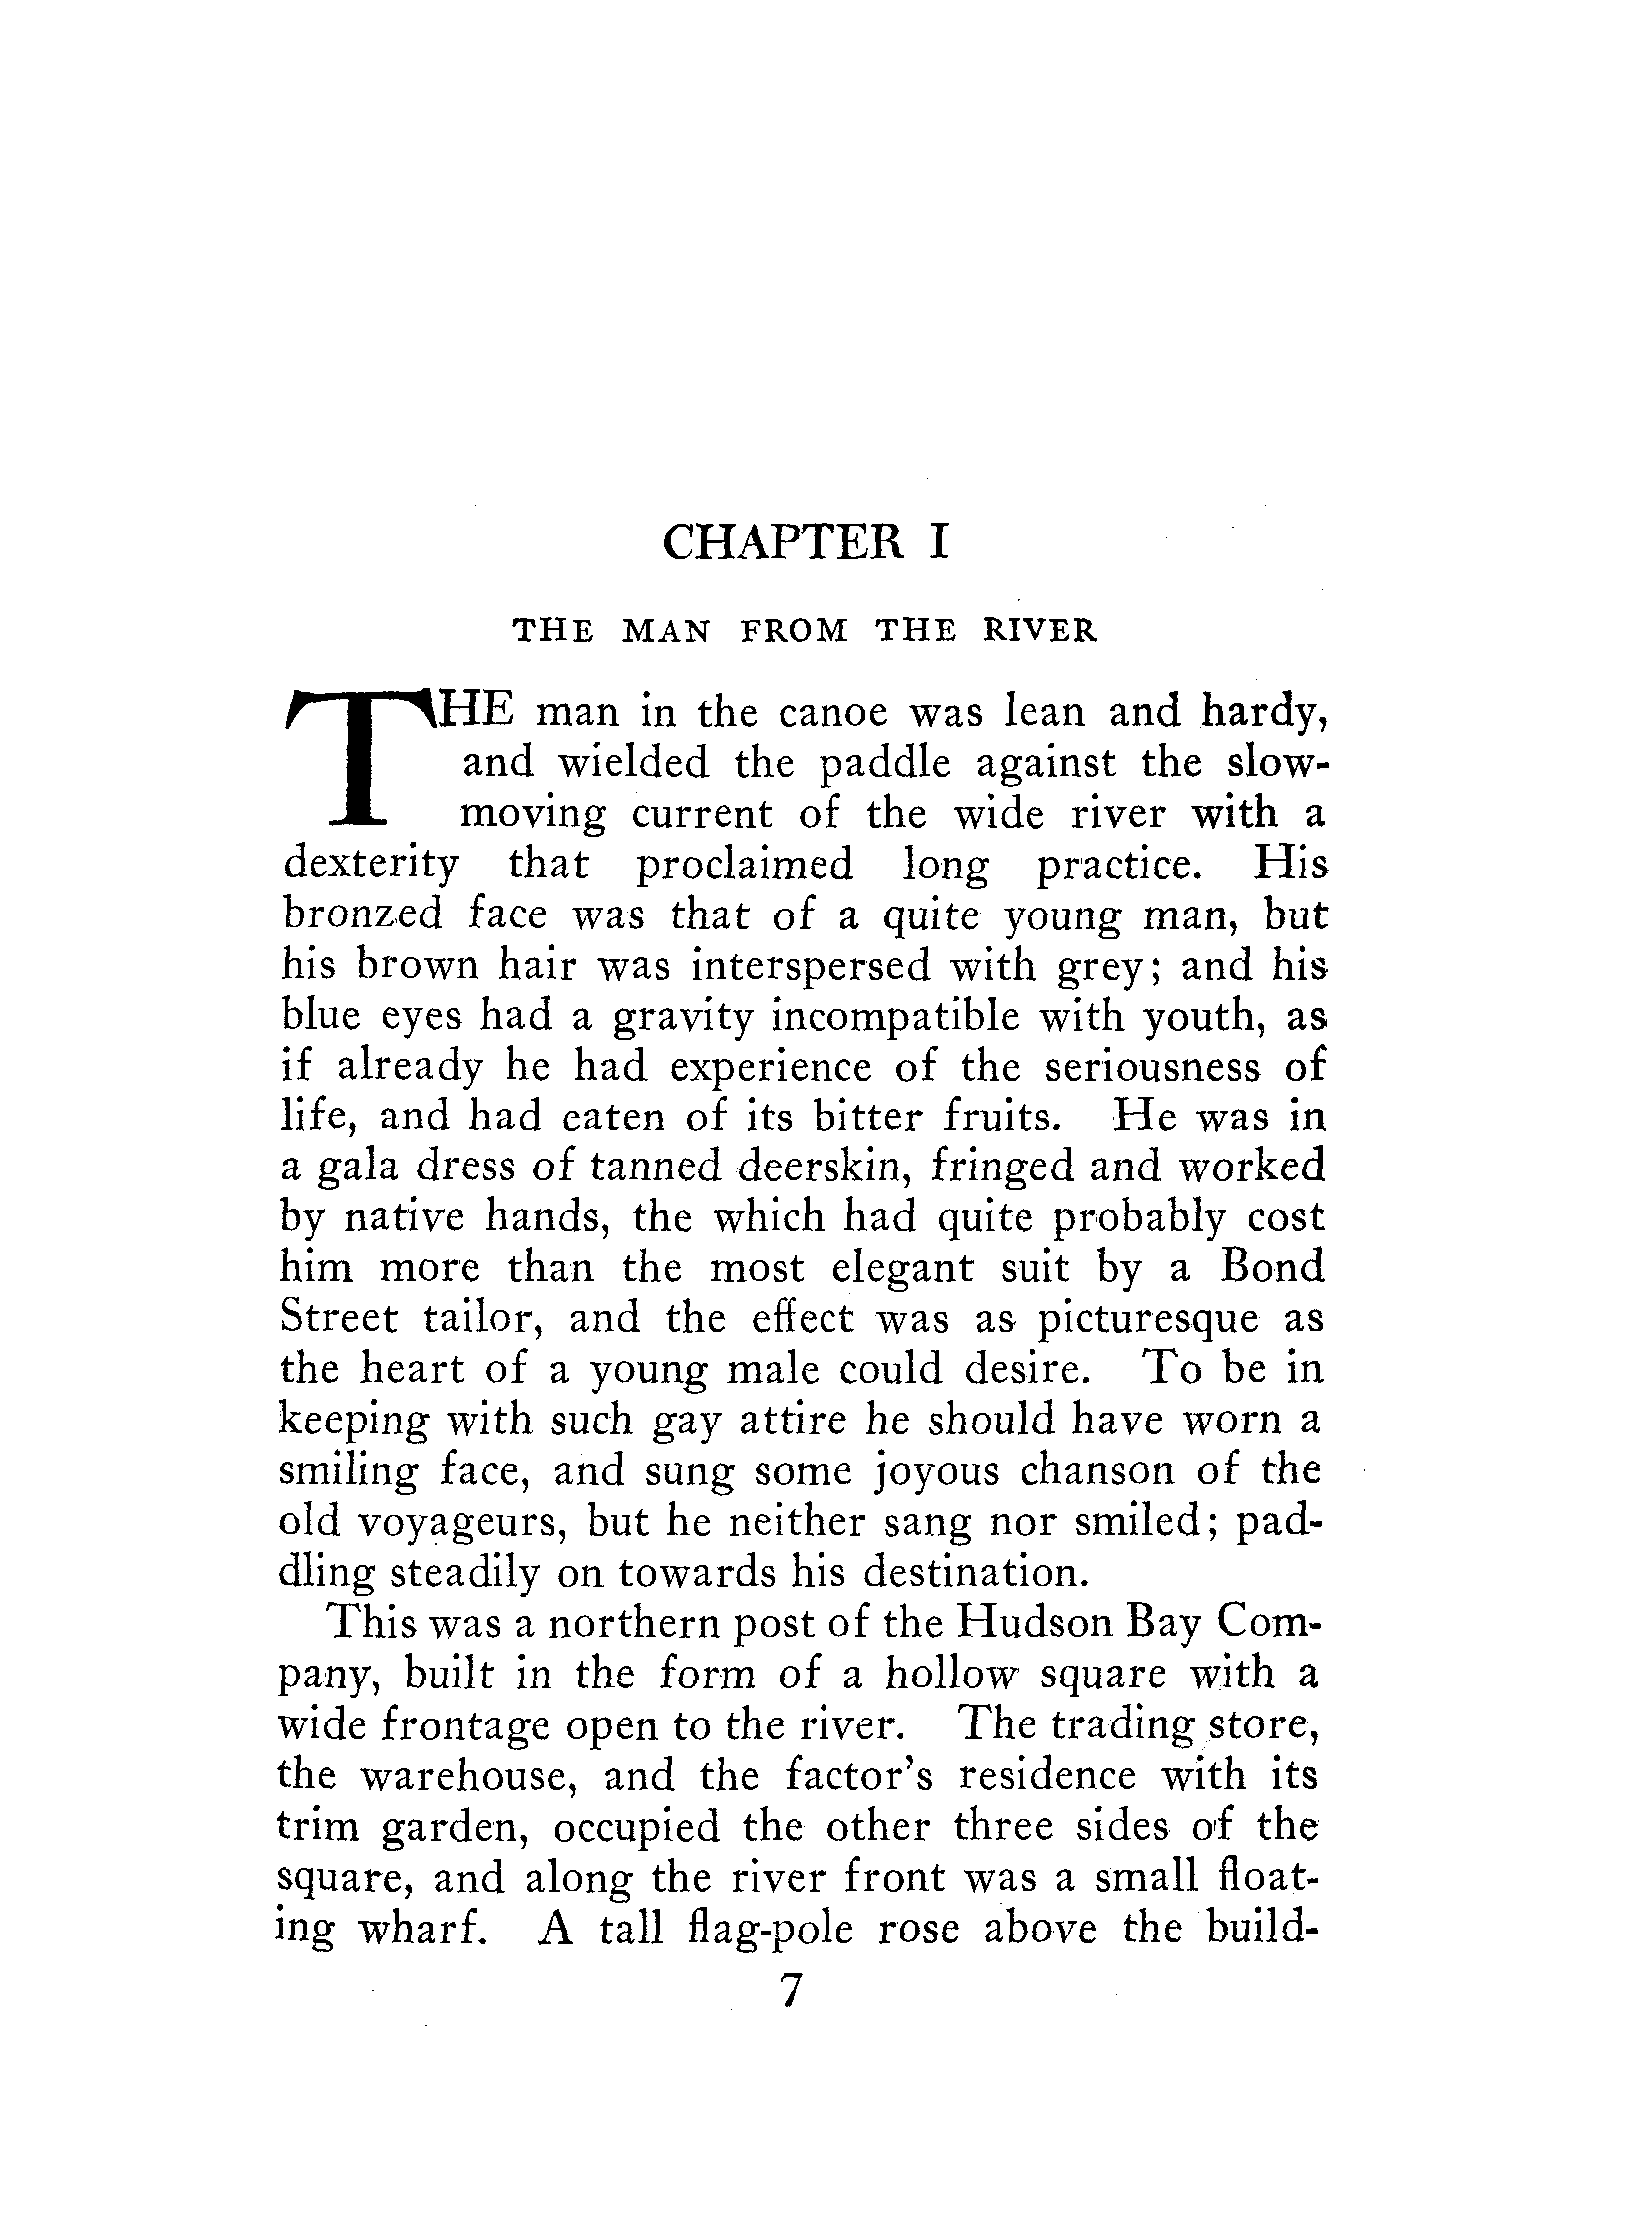 CHAPTER I
THE MAN FROM THE RIVER
THE man in the canoe was lean and hardy,
and wielded the paddle against the slow-
moving current of the wide river with a
dexterity that proclaimed long practice. His
bronzed face was that of a quite young man, but
his brown hair was interspersed with grey; and his
blue eyes had a gravity incompatible with youth, as
if already he had experience of the seriousness of
life, and had eaten of its bitter fruits. He was in
a gala dress of tanned deerskin, fringed and worked
by native hands, the which had quite probably cost
him more than the most elegant suit by a Bond
Street tailor, and the effect was as picturesque as
the heart of a young male could desire. To be in
keeping with such gay attire he should have worn a
smiling face, and sung some joyous chanson of the
old voyageurs, but he neither sang nor smiled; pad-
dling steadily on towards his destination.
This was a northern post of the Hudson Bay Com-
pany, built in the form of a hollow square with a
wide frontage open to the river. The trading store,
the warehouse, and the factor's residence with its
trim garden, occupied the other three sides of the
square, and along the river front was a small float-
ing wharf. A tall flag-pole rose above the build-
7